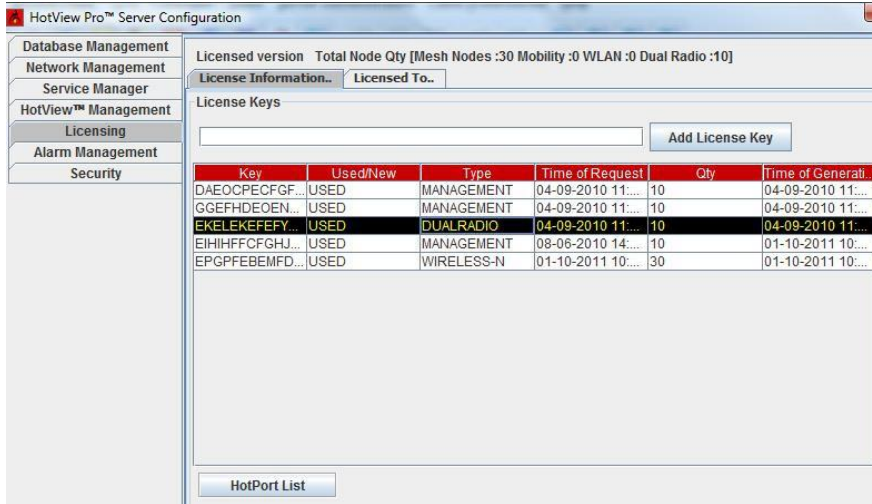 HotView Pro™ Server Configuration
Database Management
Network Management
Service Manager
HotView™ Management
Licensing
Alarm Management
Security
Licensed version Total Node Qty [Mesh Nodes :30 Mobility :0 WLAN :0 Dual Radio :10]
License Information.. Licensed To..
License Keys
Add License Key
Key Used/New Type Time of Request Qty Time of Generati..
DAEOCPECFGF... USED MANAGEMENT 04-09-2010 11:... 10 04-09-2010 11:...
GGEFHDEOEN... USED MANAGEMENT 04-09-2010 11:... 10 04-09-2010 11:...
EKELEKEFEFY... USED DUALRADIO 04-09-2010 11:... 10 04-09-2010 11:...
EIHIHFFCFGHJ... USED MANAGEMENT 08-06-2010 14:... 10 01-10-2011 10:...
EPGPFEBEMFD... USED WIRELESS-N 01-10-2011 10:... 30 01-10-2011 10:...
HotPort List